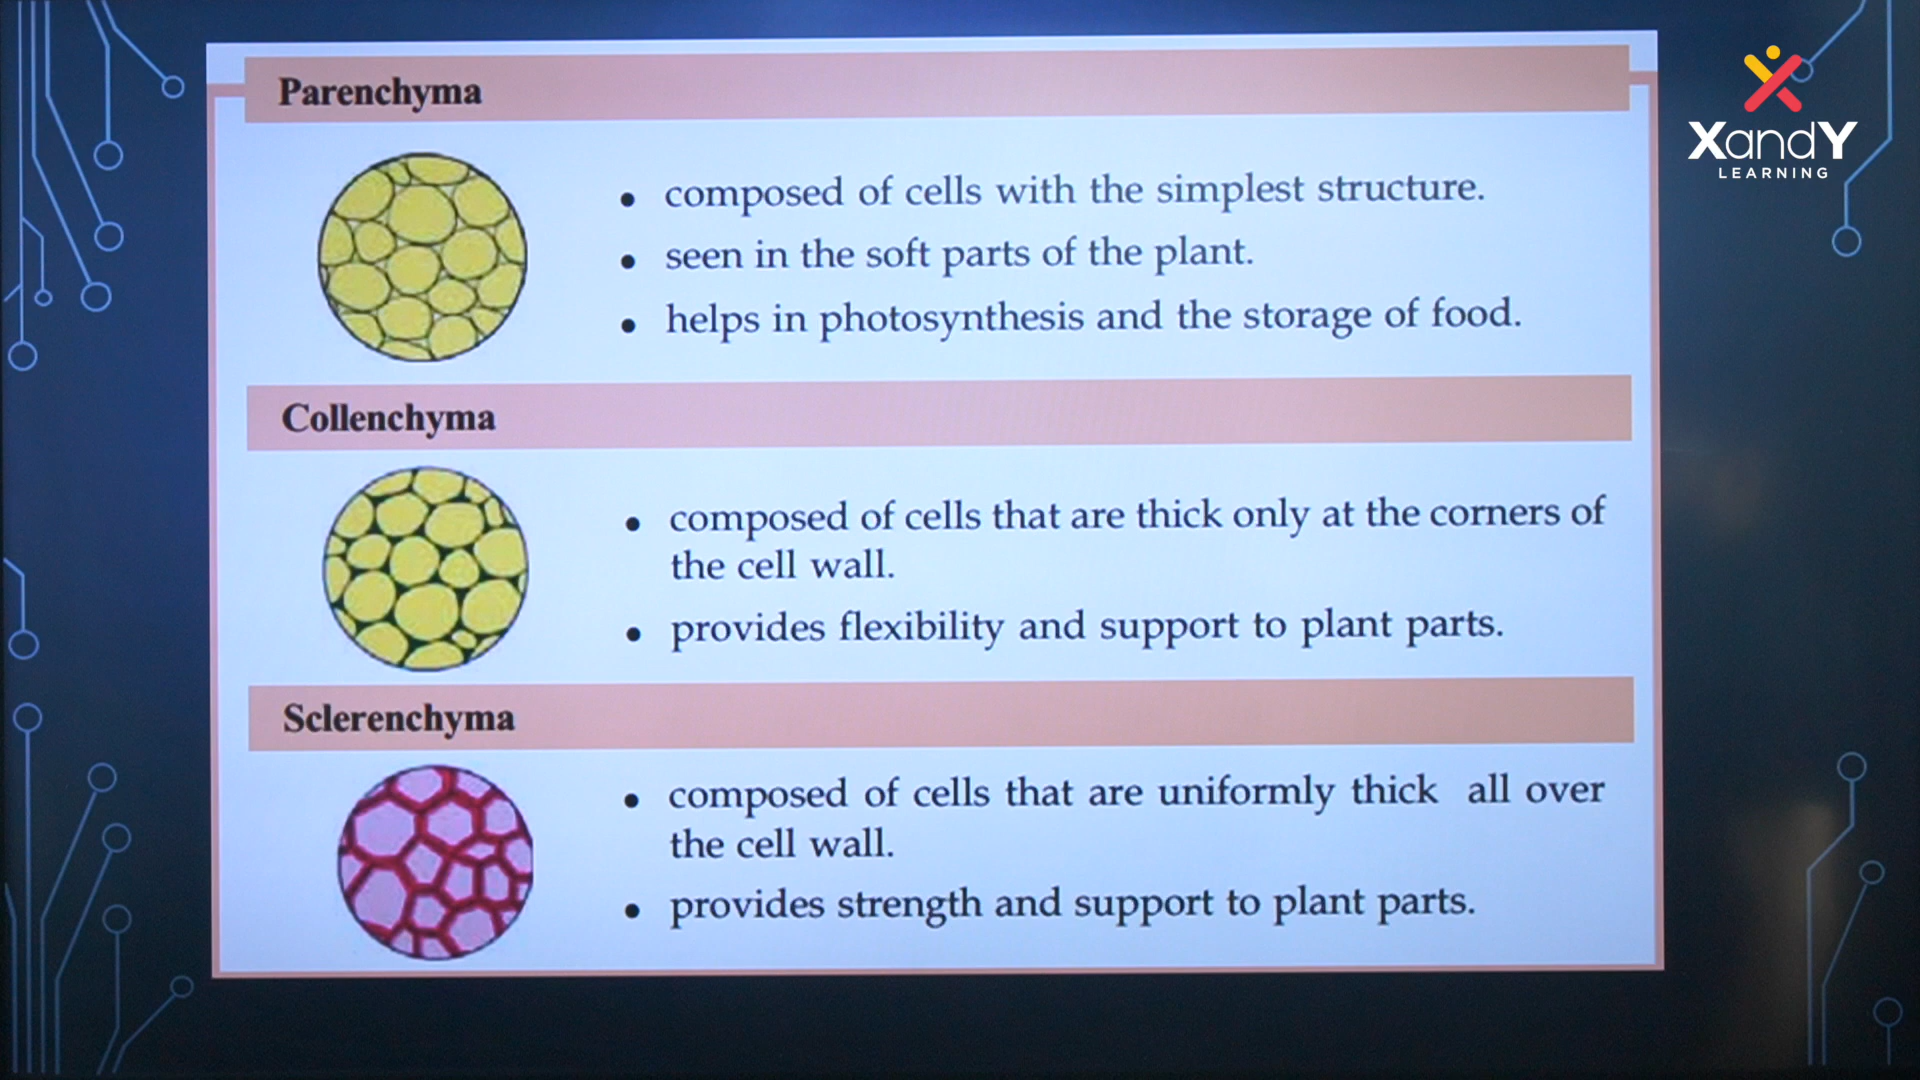 Parenchyma
• composed of cells with the simplest structure.
• seen in the soft parts of the plant.
• helps in photosynthesis and the storage of food.
Collenchyma
• composed of cells that are thick only at the corners of
the cell wall.
• provides flexibility and support to plant parts.
Sclerenchyma
• composed of cells that are uniformly thick all over
the cell wall.
• provides strength and support to plant parts.
XandY
LEARNING